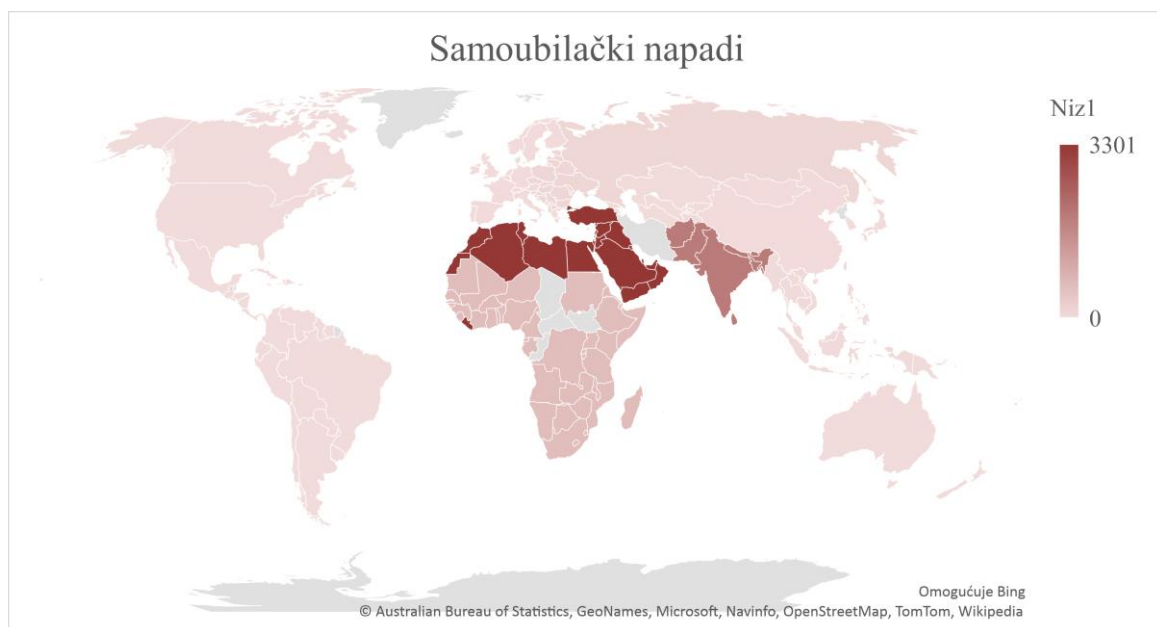 Samoubilački napadi
Niz1
3301
0
Omogućuje Bing
© Australian Bureau of Statistics, GeoNames, Microsoft, Navinfo, OpenStreetMap, TomTom, Wikipedia